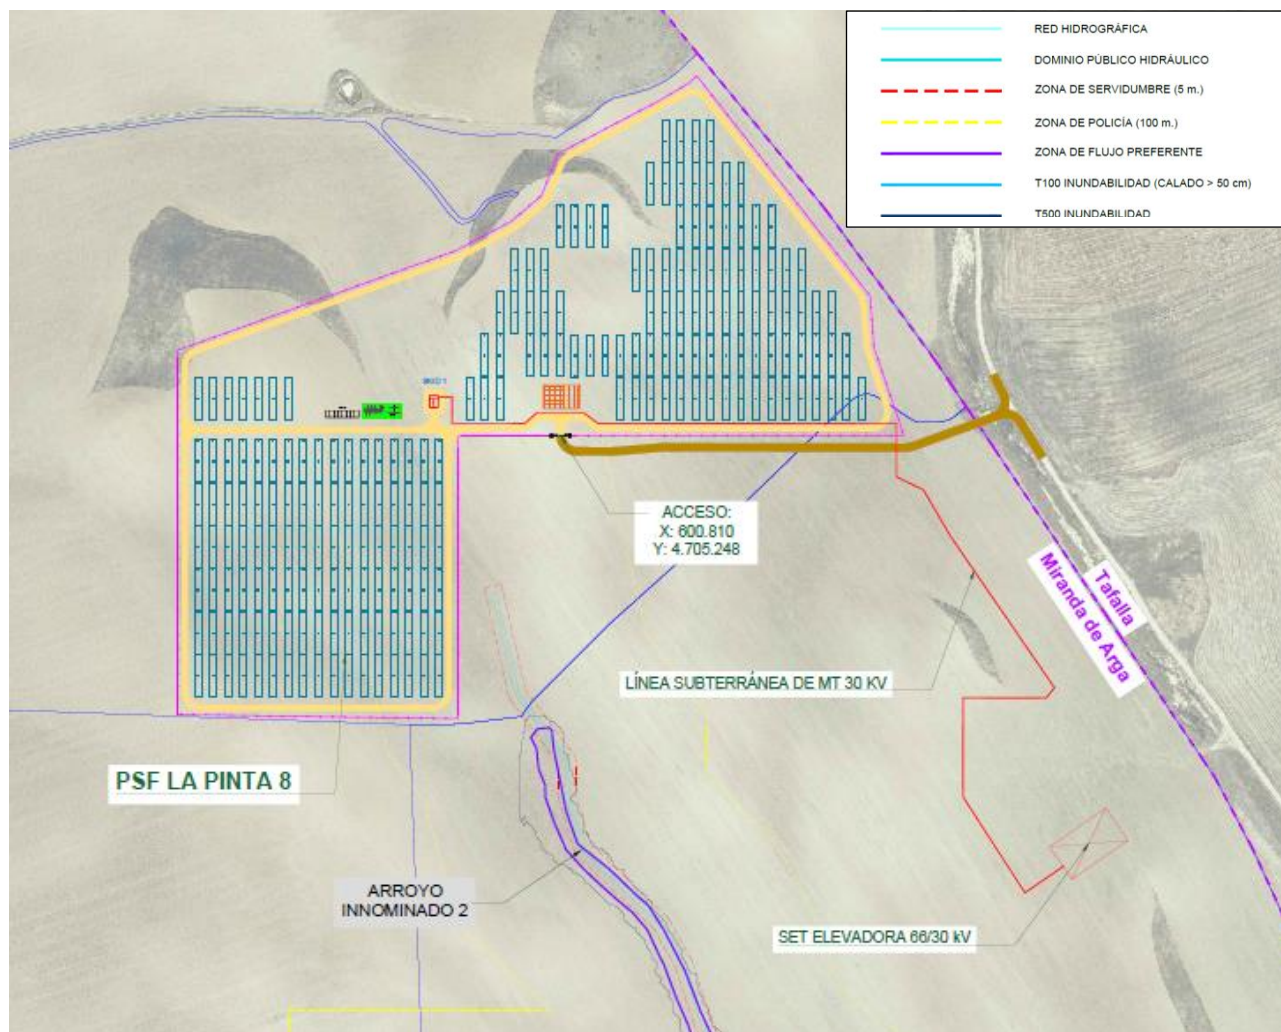 RED HIDROGRÁFICA
DOMINIO PÚBLICO HIDRÁULICO
ZONA DE SERVIDUMBRE (5 m.)
ZONA DE POLICÍA (100 m.)
ZONA DE FLUJO PREFERENTE
T100 INUNDABILIDAD (CALADO > 50 cm)
T500 INUNDABILIDAD
ACCESO:
X: 600.810
Y: 4.705.248
Tafalla
Miranda de Arga
LÍNEA SUBTERRÁNEA DE MT 30 KV
PSF LA PINTA 8
ARROYO
INNOMINADO 2
SET ELEVADORA 66/30 kV